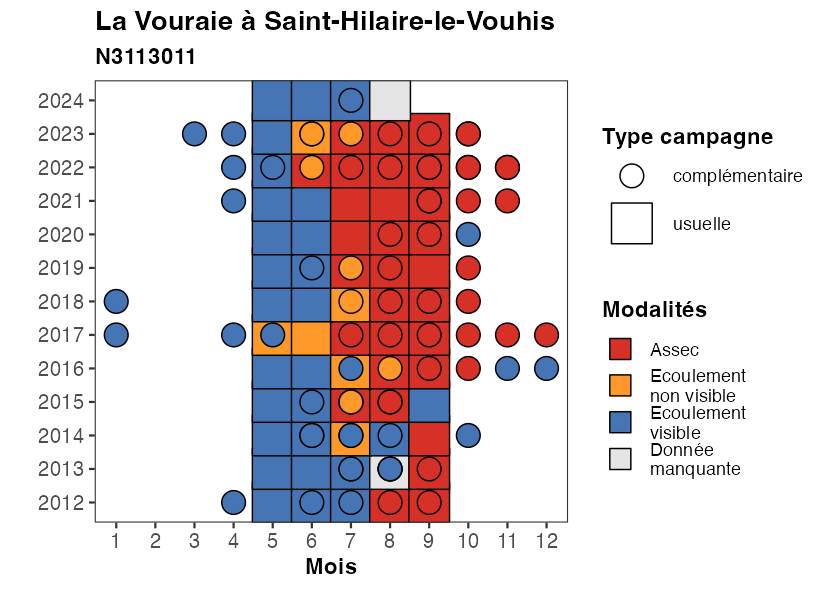 La Vouraie à Saint-Hilaire-le-Vouhis
N3113011
2024
2023
2022
2021
2020
2019
2018
2017
2016
2015
2014
2013
2012
1 2 3 4 5 6 7 8 9 10 11 12
Mois
Type campagne
complémentaire
usuelle
Modalités
Assec
Ecoulement
non visible
Ecoulement
visible
Donnée
manquante